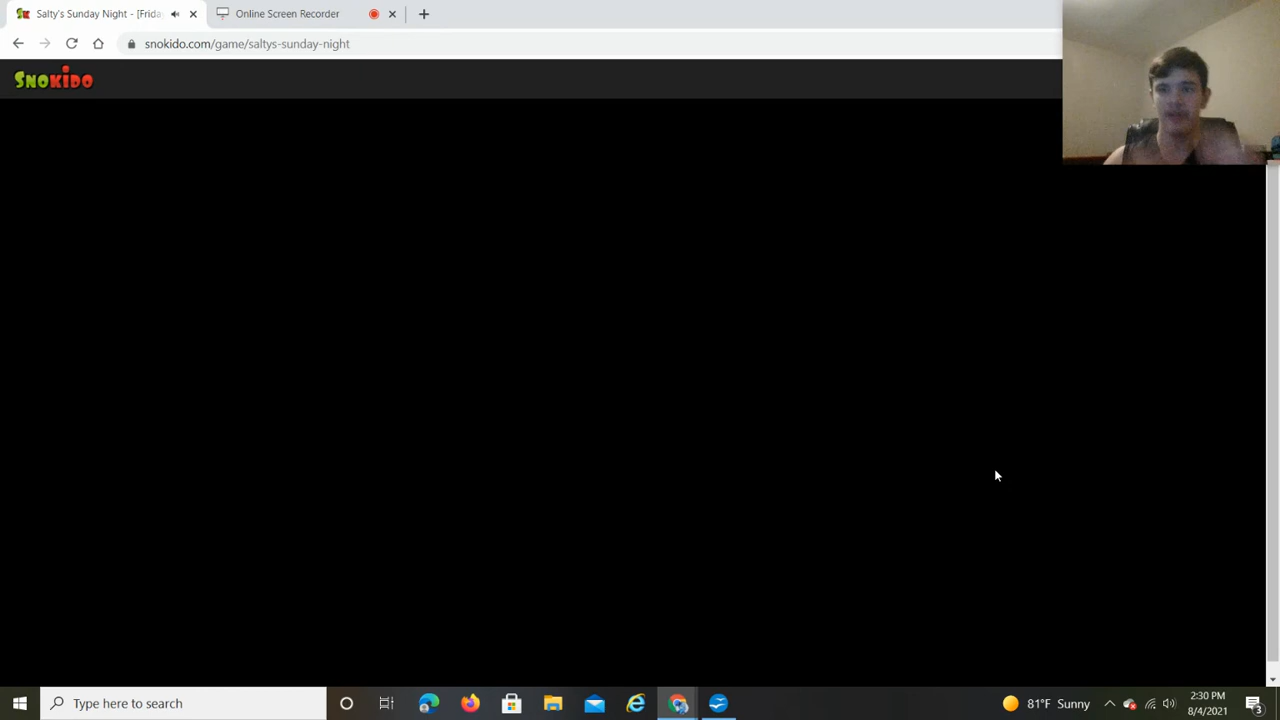 Salty's Sunday Night - [Frida
Online Screen Recorder
snokido.com/game/saltys-sunday-night
SNOKIDO
Type here to search
81°F Sunny
2:30 PM
8/4/2021
3